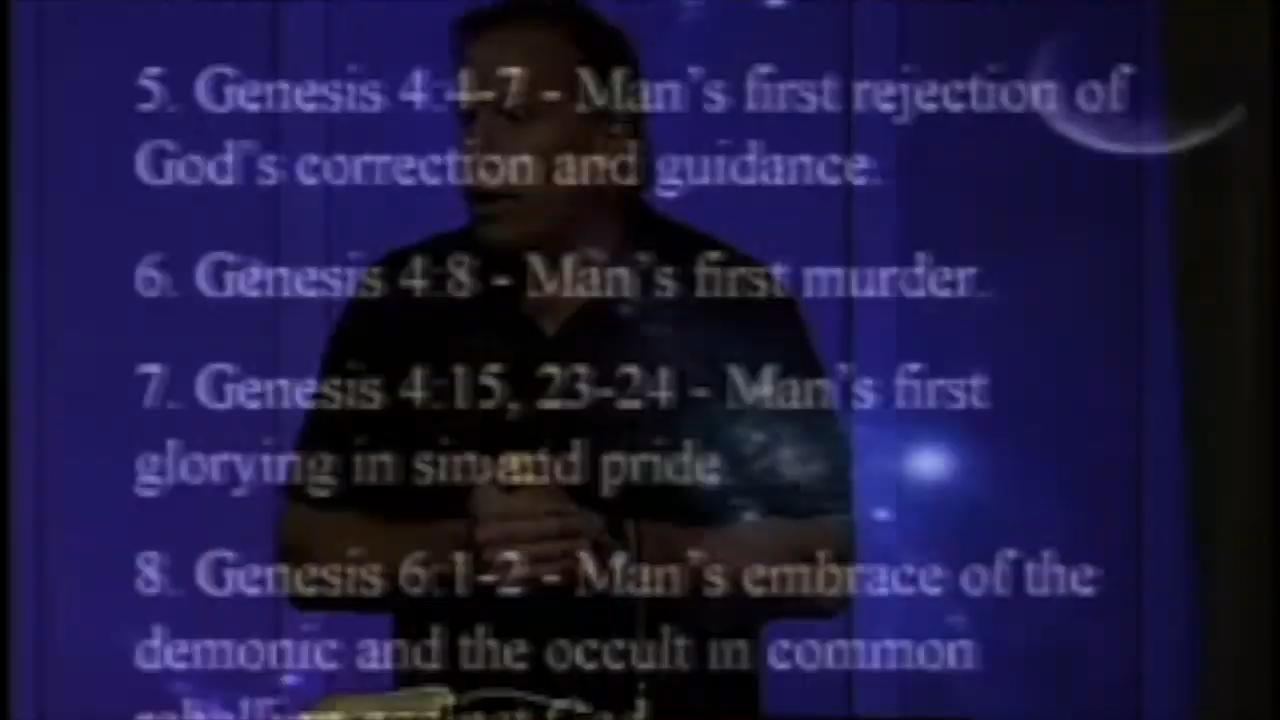 5. Genesis 4:4-7 - Man's first rejection of
God's correction and guidance.
6. Genesis 4:8 - Man's first murder.
7. Genesis 4:15, 23-24 - Man's first
glorying in sin and pride
8. Genesis 6:1-2 - Man's embrace of the
demonic and the occult in common
God.